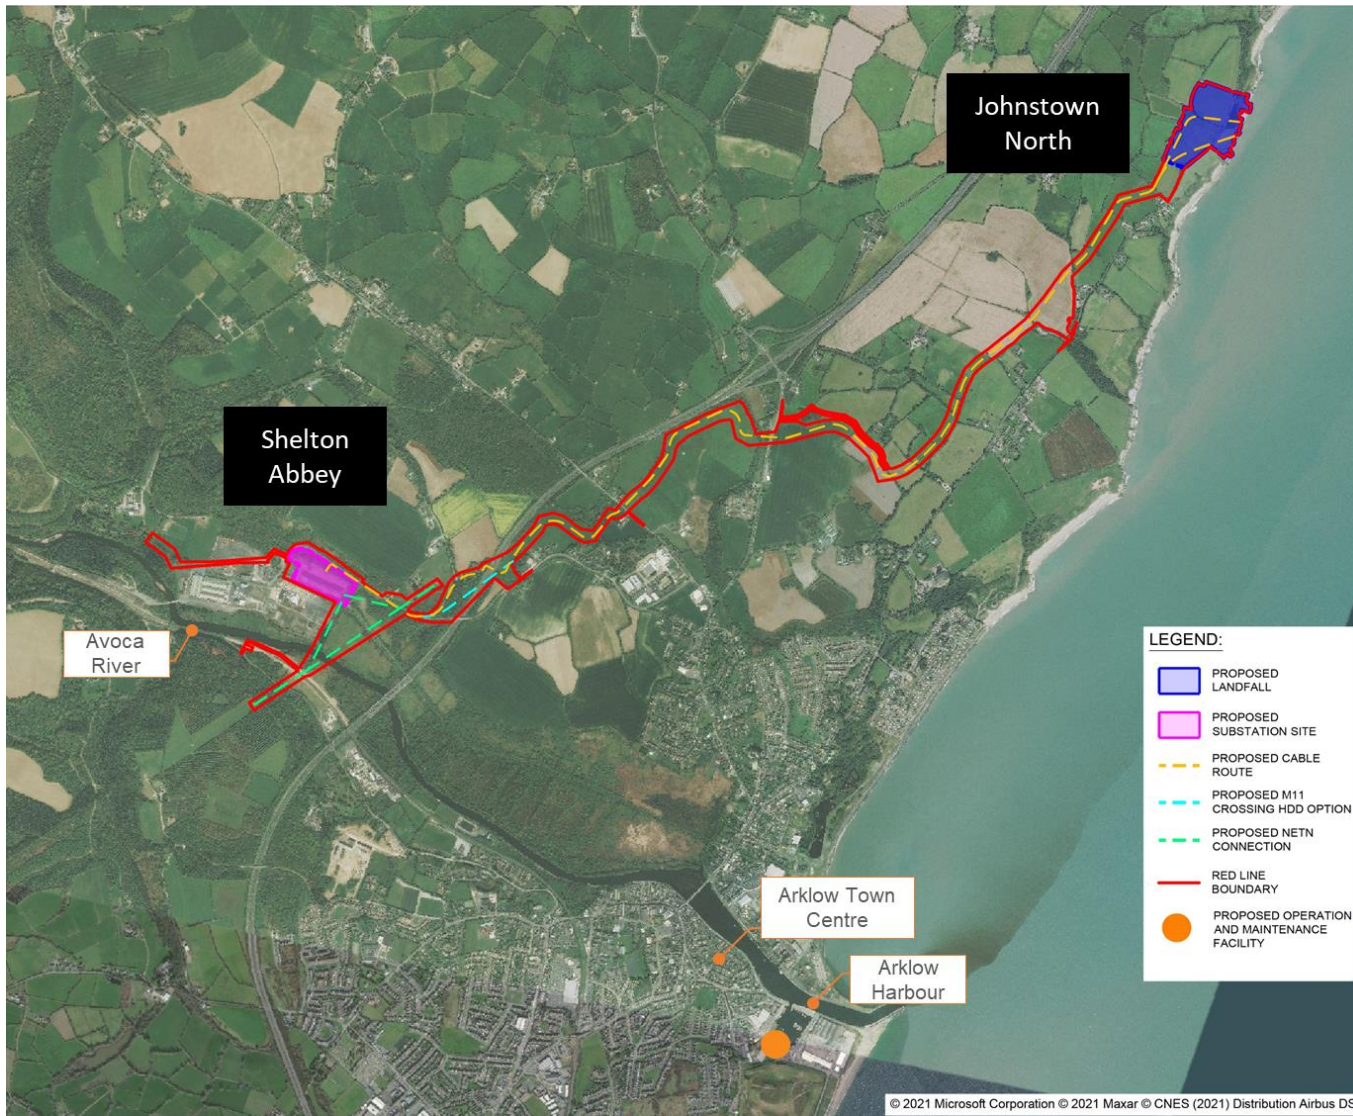 Johnstown
North
Shelton
Abbey
Avoca
River
Arklow Town
Centre
Arklow
Harbour
LEGEND:
PROPOSED
LANDFALL
PROPOSED
SUBSTATION SITE
PROPOSED CABLE
ROUTE
PROPOSED M11
CROSSING HDD OPTION
PROPOSED NETN
CONNECTION
RED LINE
BOUNDARY
PROPOSED OPERATION
AND MAINTENANCE
FACILITY
© 2021 Microsoft Corporation © 2021 Maxar © CNES (2021) Distribution Airbus DS